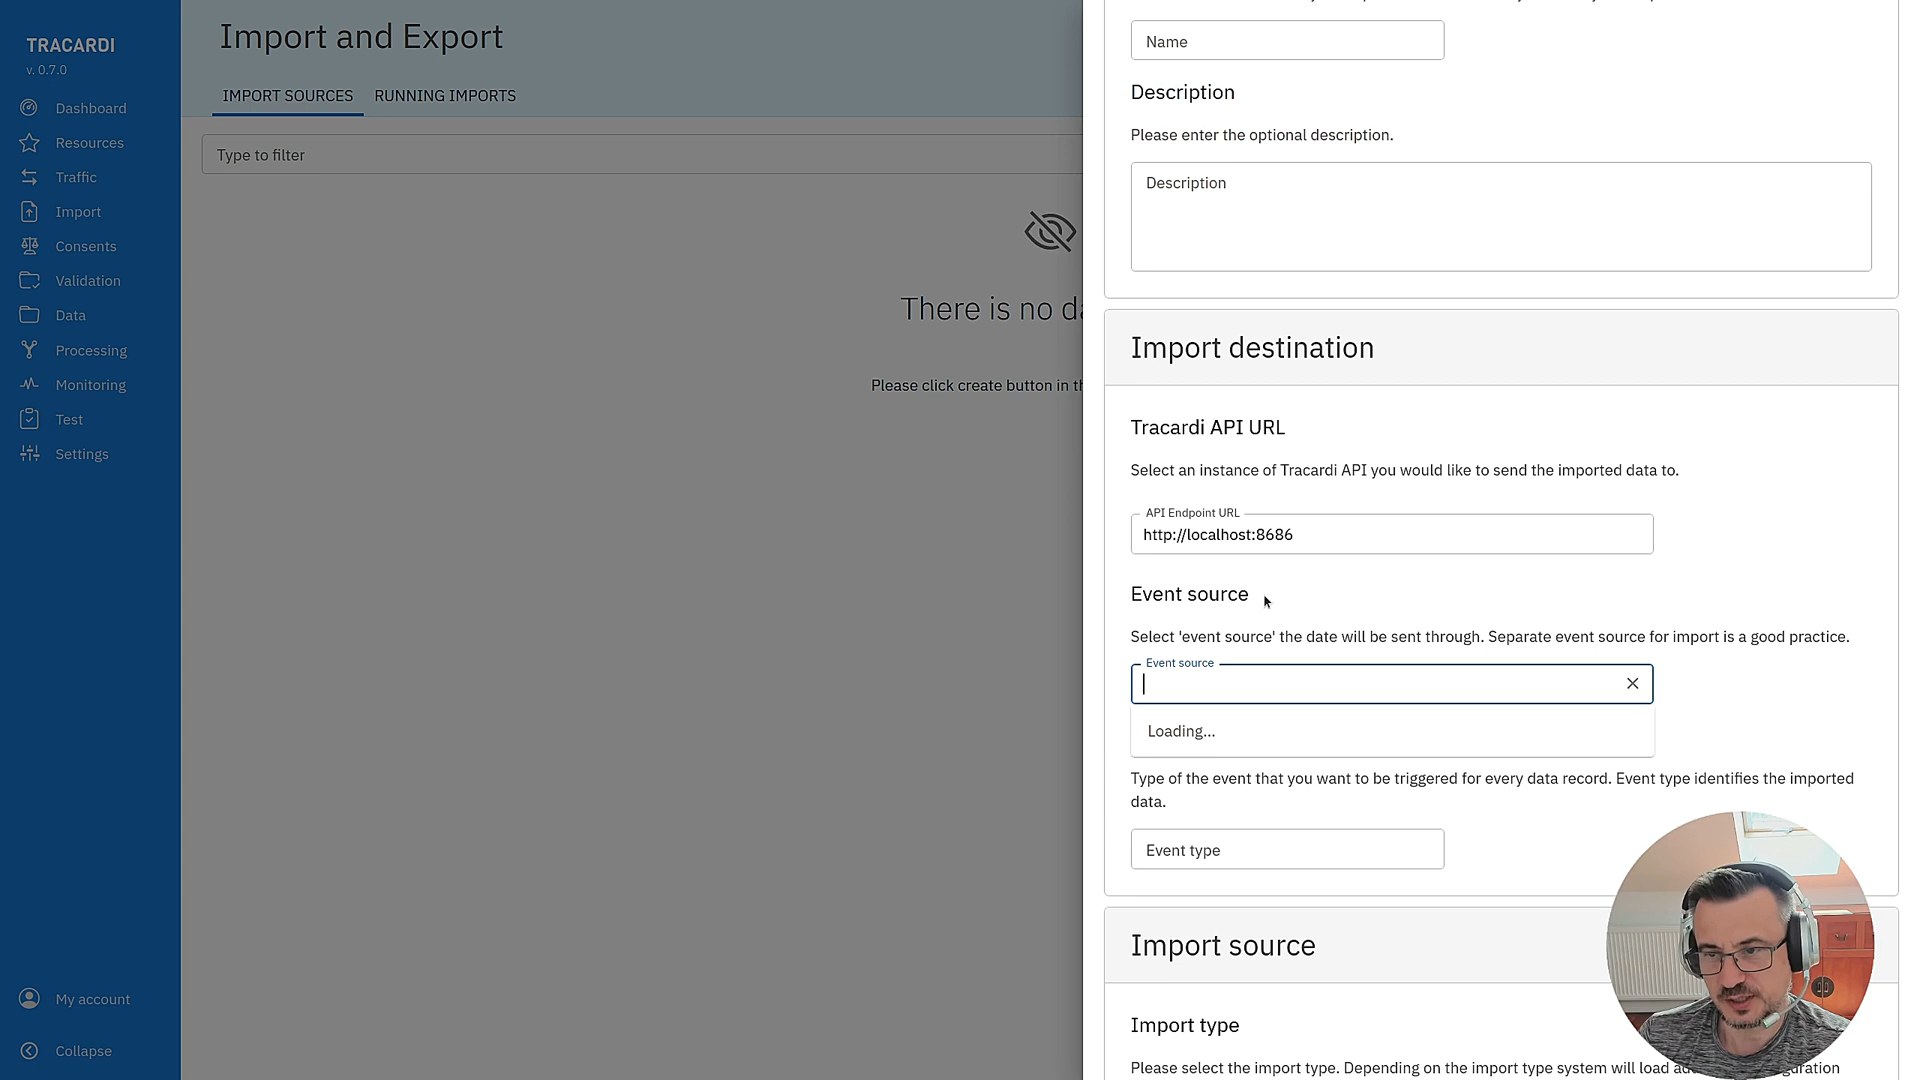 TRACARDI
v. 0.7.0
Dashboard
Resources
Traffic
Import
Consents
Validation
Data
Processing
Monitoring
Test
Settings
My account
Collapse
Import and Export
IMPORT SOURCES
RUNNING IMPORTS
Type to filter
There is no da
Please click create button in th
Name
Description
Please enter the optional description.
Description
Import destination
Tracardi API URL
Select an instance of Tracardi API you would like to send the imported data to.
API Endpoint URL
http://localhost:8686
Event source
Select 'event source' the date will be sent through. Separate event source for import is a good practice.
Event source
Loading...
Type of the event that you want to be triggered for every data record. Event type identifies the imported
data.
Event type
Import source
Import type
Please select the import type. Depending on the import type system will load